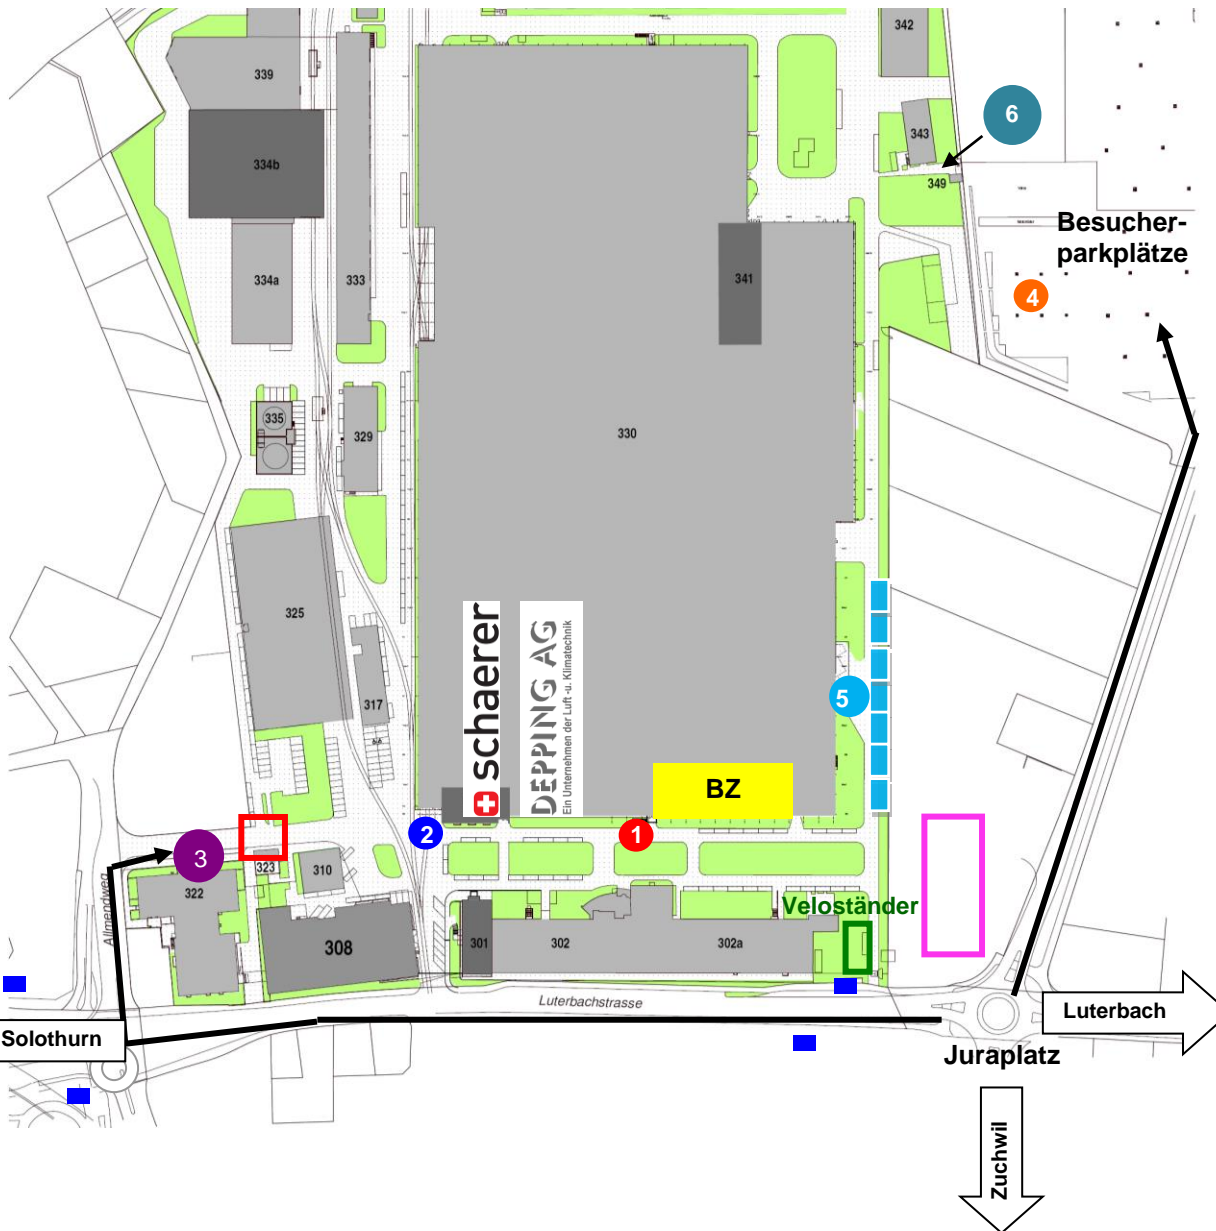 342
339
6
343
334b
349
Besucher-
parkplätze
334a
333
341
4
335
329
330
325
schaerer
DEPPING AG
Ein Unternehmen der Luft -u. Klimatechnik
317
5
BZ
2
1
3
323
310
322
Allmendweg
Veloständer
301
302
302a
308
Luterbachstrasse
Luterbach
Solothurn
Juraplatz
Zuchwil